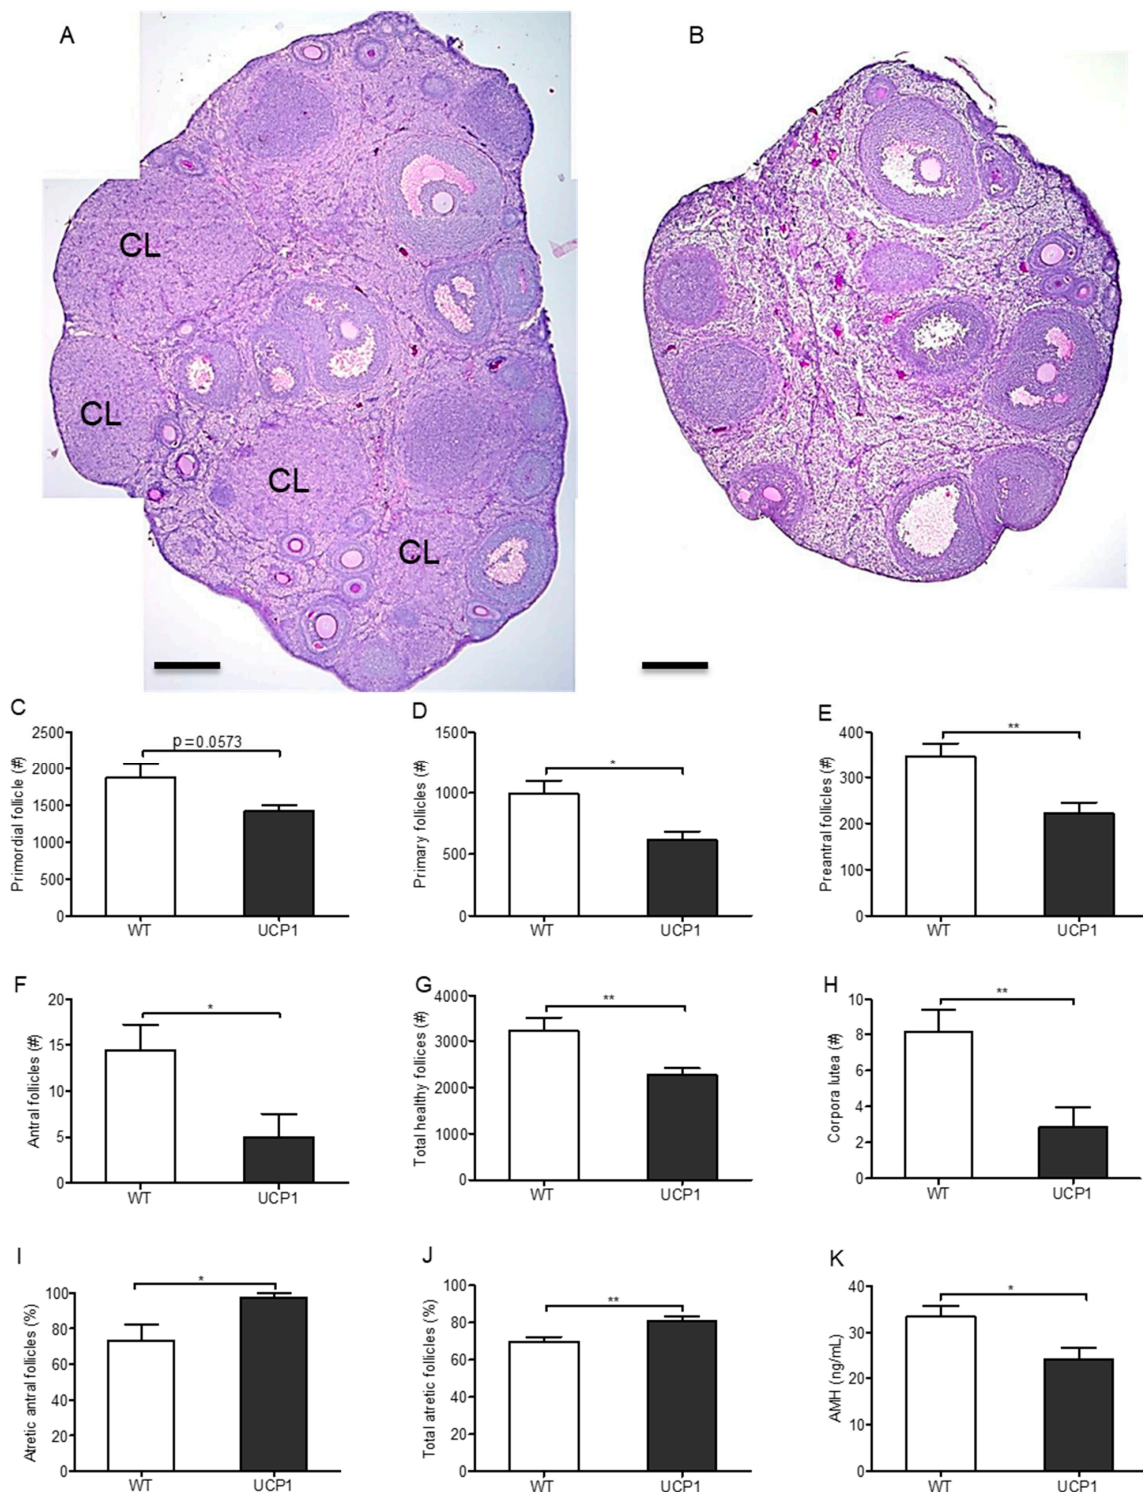 A
B
CL
CL
CL
CL
C
Primordial follicle (#)
2500
2000
1500
1000
500
0
p=0.0573
WT
UCP1
D
Primary follicles (#)
1500
1000
500
0
*
WT
UCP1
E
Preantral follicles (#)
400
300
200
100
0
**
WT
UCP1
F
Antral follicles (#)
20
15
10
5
0
*
WT
UCP1
G
Total healthy follices (#)
4000
3000
2000
1000
0
**
WT
UCP1
H
Corpora lutea (#)
10
8
6
4
2
0
**
WT
UCP1
I
Atretic antral follicles (%)
100
80
60
40
20
0
*
WT
UCP1
J
Total atretic follicles (%)
100
80
60
40
20
0
**
WT
UCP1
K
AMH (ng/mL)
40
30
20
10
0
*
WT
UCP1